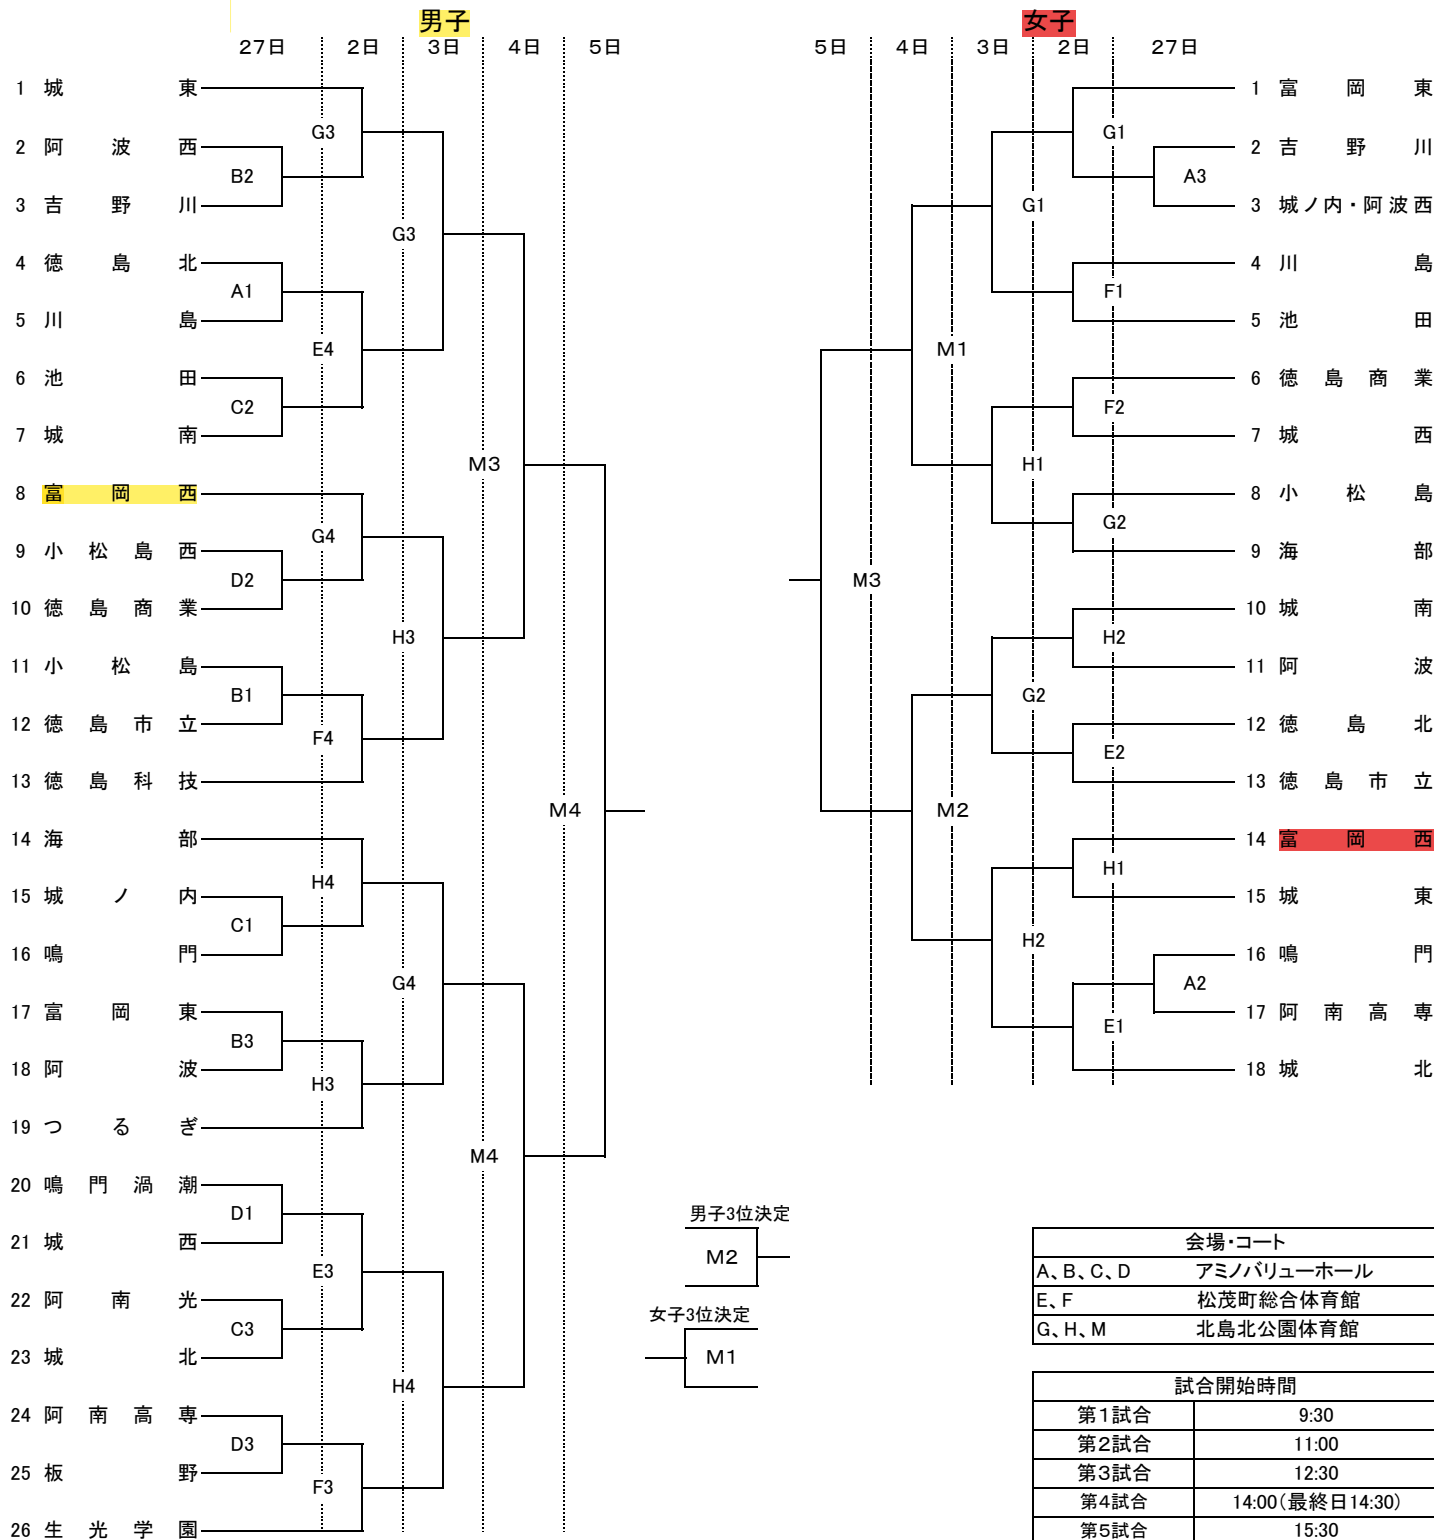 男子
27日 2日 3日 4日 5日
1 城東
G3
2 阿波西
B2
3 吉野川
G3
4 徳島北
A1
5 川島
E4
6 池田
C2
7 城南
M3
8 富岡西
G4
9 小松島西
D2
10 徳島商業
H3
11 小松島
B1
12 徳島市立
F4
13 徳島科技
M4
14 海部
H4
15 城ノ内
C1
16 鳴門
G4
17 富岡東
B3
18 阿波
H3
19 つるぎ
M4
20 鳴門渦潮
D1
21 城西
E3
22 阿南光
C3
23 城北
H4
24 阿南高専
D3
25 板野
F3
26 生光学園
女子
5日 4日 3日 2日 27日
1 富岡東
G1
2 吉野川
A3
3 城ノ内・阿波西
G1
4 川島
F1
5 池田
M1
6 徳島商業
F2
7 城西
H1
8 小松島
G2
9 海部
M3
10 城南
H2
11 阿波
G2
12 徳島北
E2
13 徳島市立
M2
14 富岡西
H1
15 城東
H2
16 鳴門
A2
17 阿南高専
E1
18 城北
男子3位決定
M2
女子3位決定
M1
会場・コート
A、B、C、D アミノバリューホール
E、F 松茂町総合体育館
G、H、M 北島北公園体育館
試合開始時間
第1試合 9:30
第2試合 11:00
第3試合 12:30
第4試合 14:00(最終日14:30)
第5試合 15:30